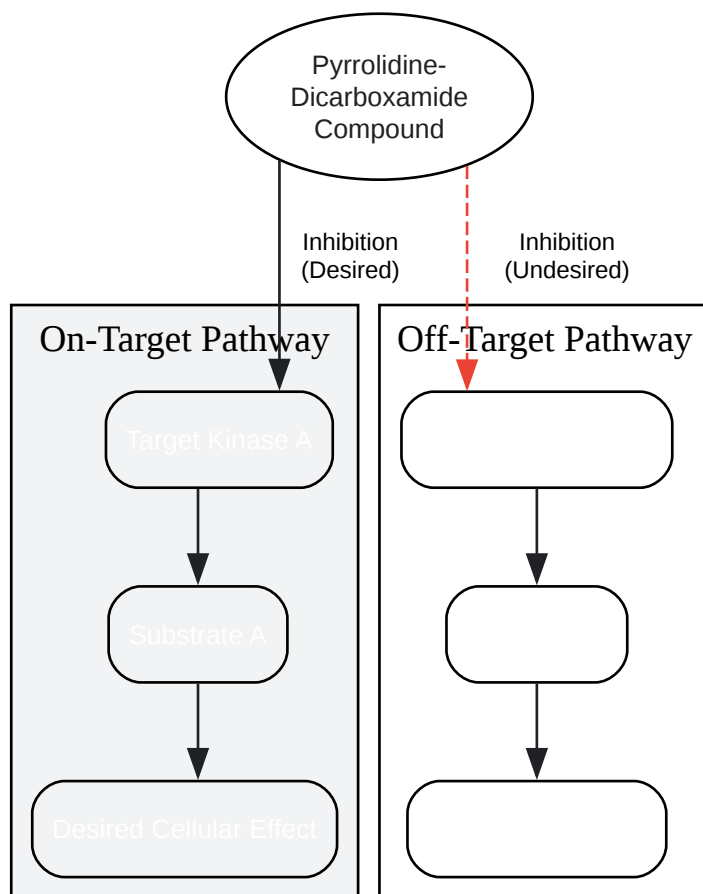 Pyrrolidine-
Dicarboxamide
Compound
Inhibition
(Desired)
Inhibition
(Undesired)
On-Target Pathway
Off-Target Pathway
Target Kinase A
Substrate A
Desired Cellular Effect